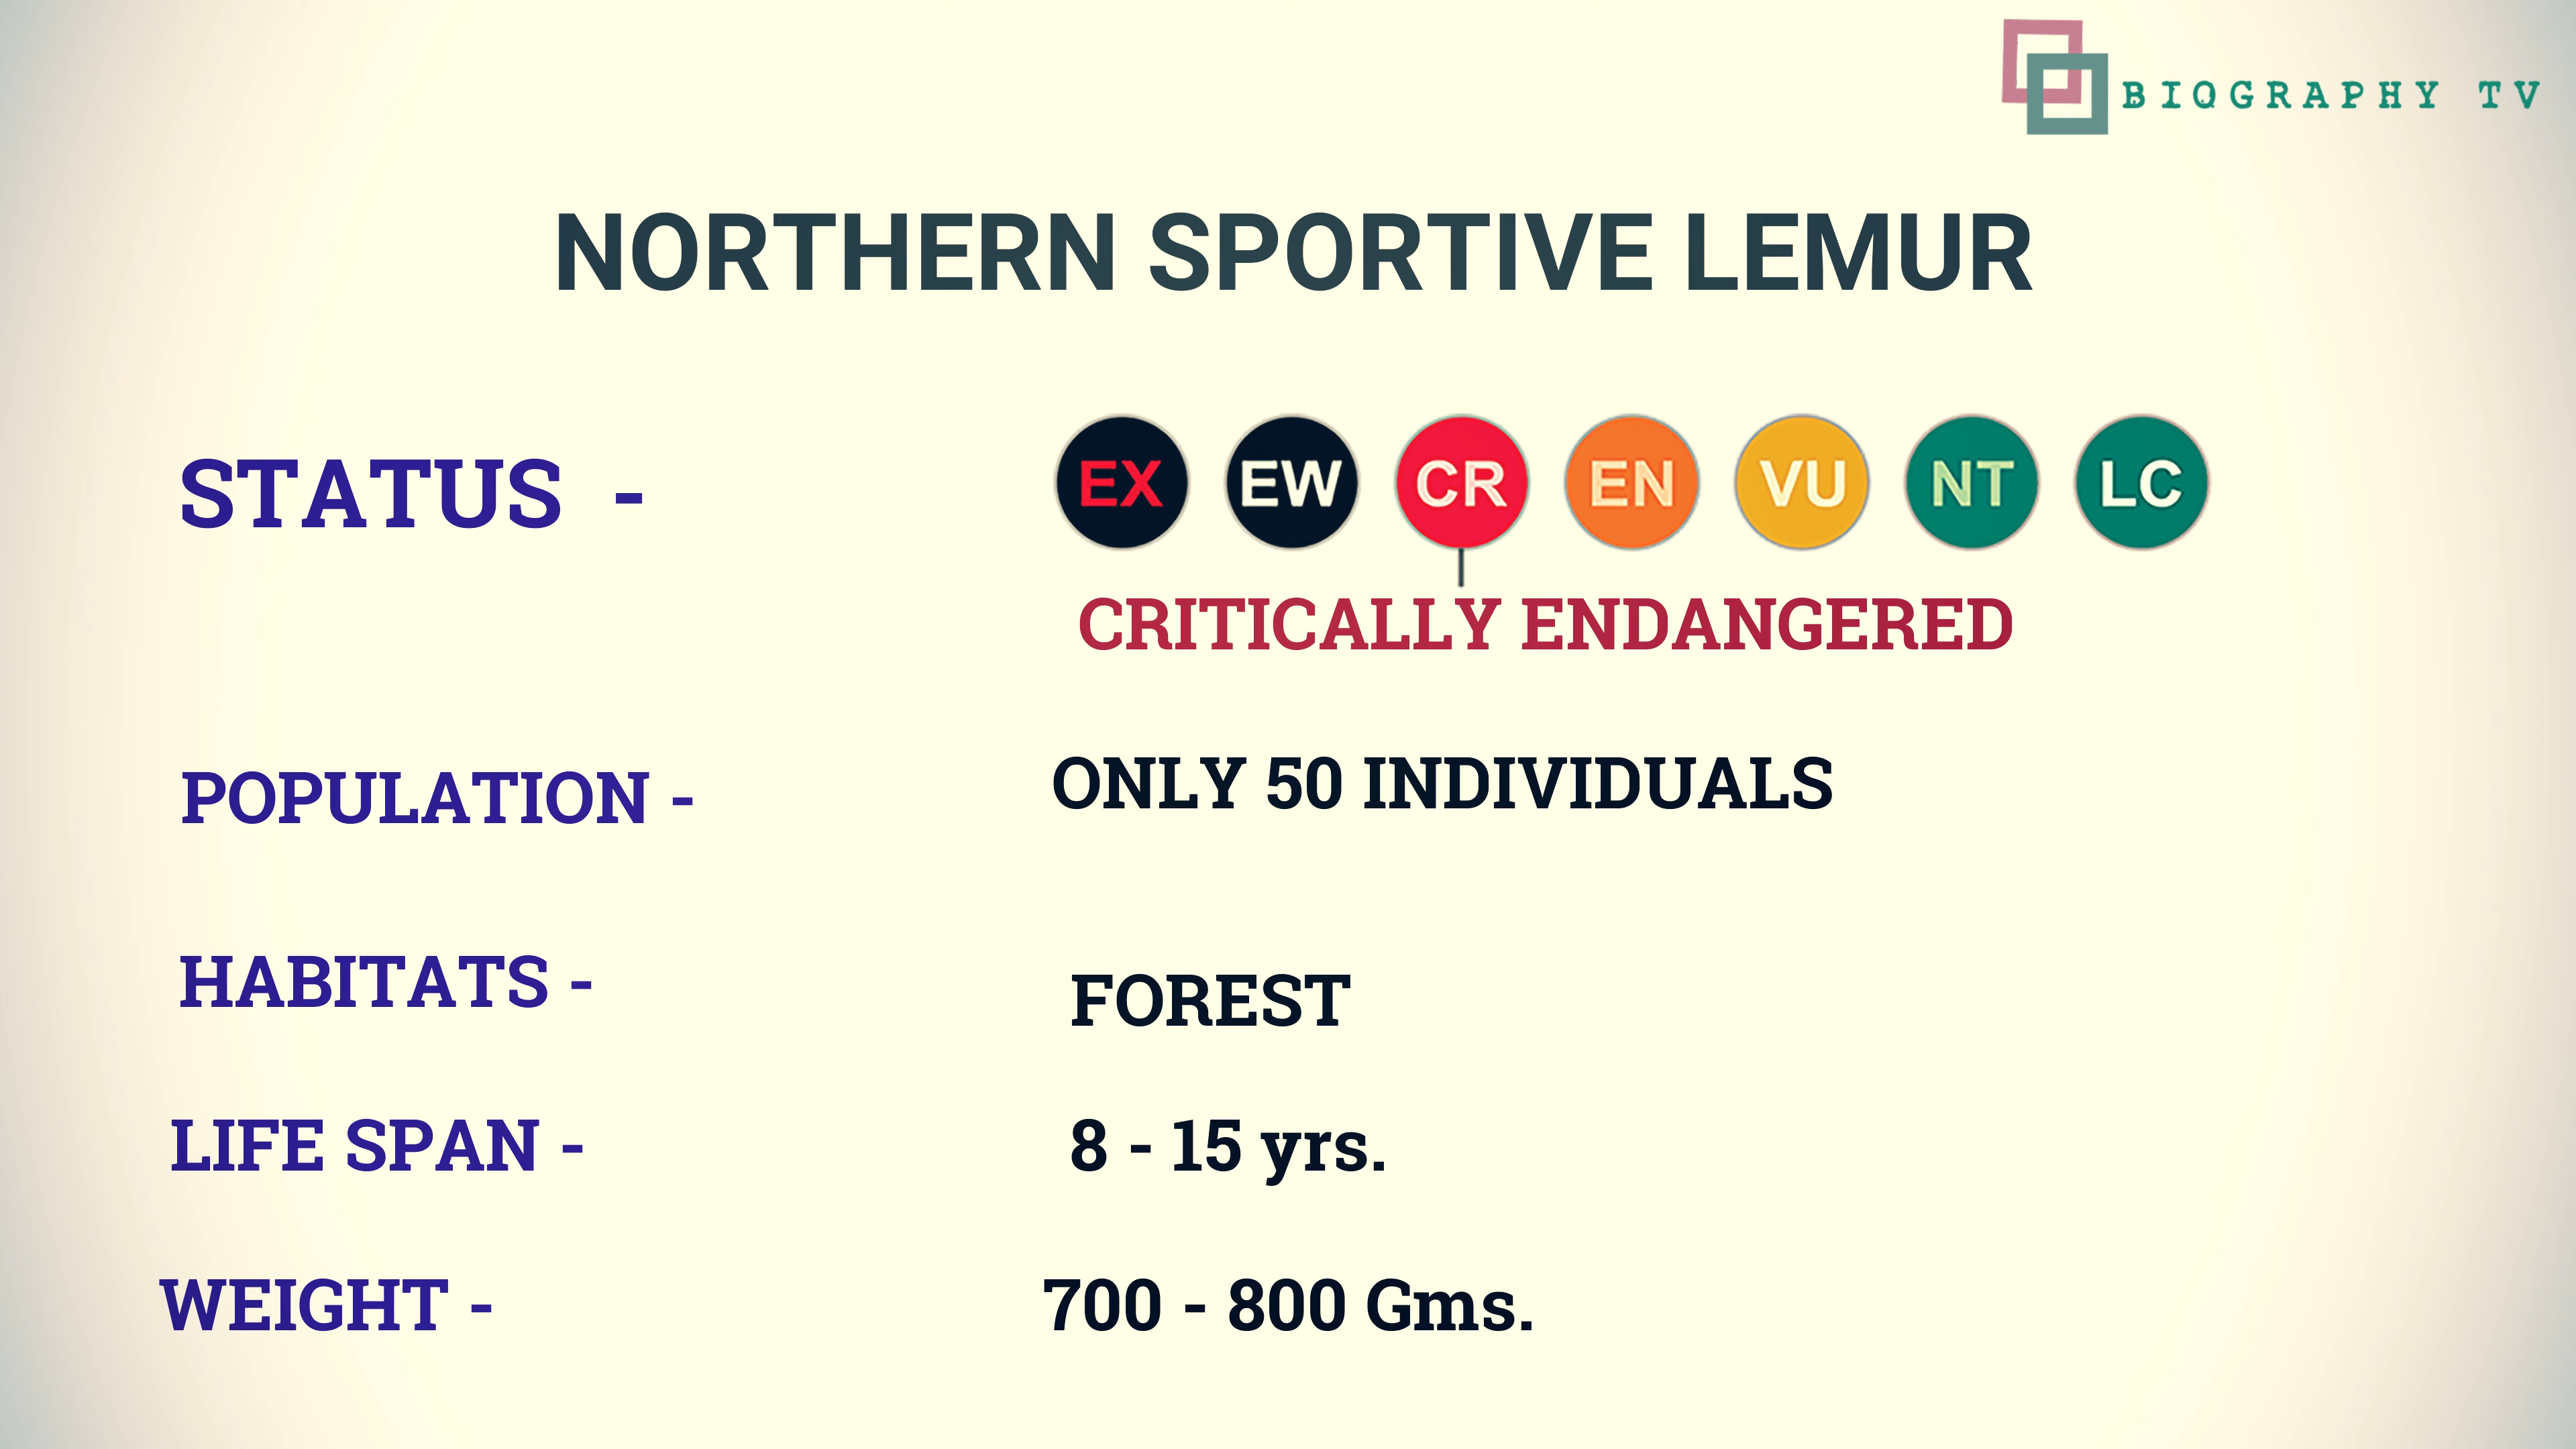 BIOGRAPHY TV
NORTHERN SPORTIVE LEMUR
STATUS -
EX EW CR EN VU NT LC
CRITICALLY ENDANGERED
POPULATION - ONLY 50 INDIVIDUALS
HABITATS - FOREST
LIFE SPAN - 8 - 15 yrs.
WEIGHT - 700 - 800 Gms.